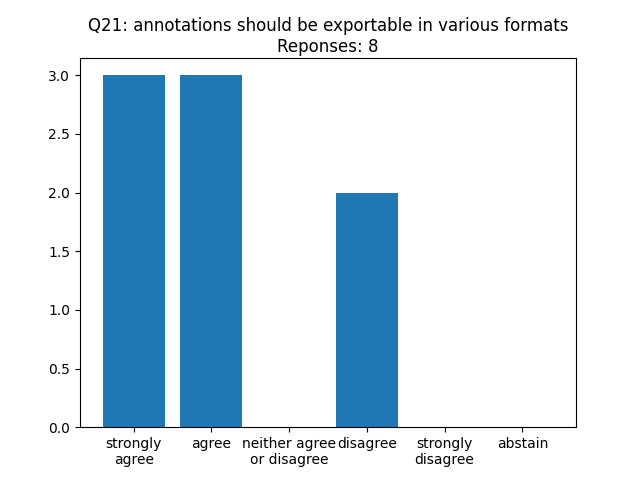 Q21: annotations should be exportable in various formats
Reponses: 8
3.0
2.5
2.0
1.5
1.0
0.5
0.0
strongly agree
agree
neither agree or disagree
disagree
strongly disagree
abstain